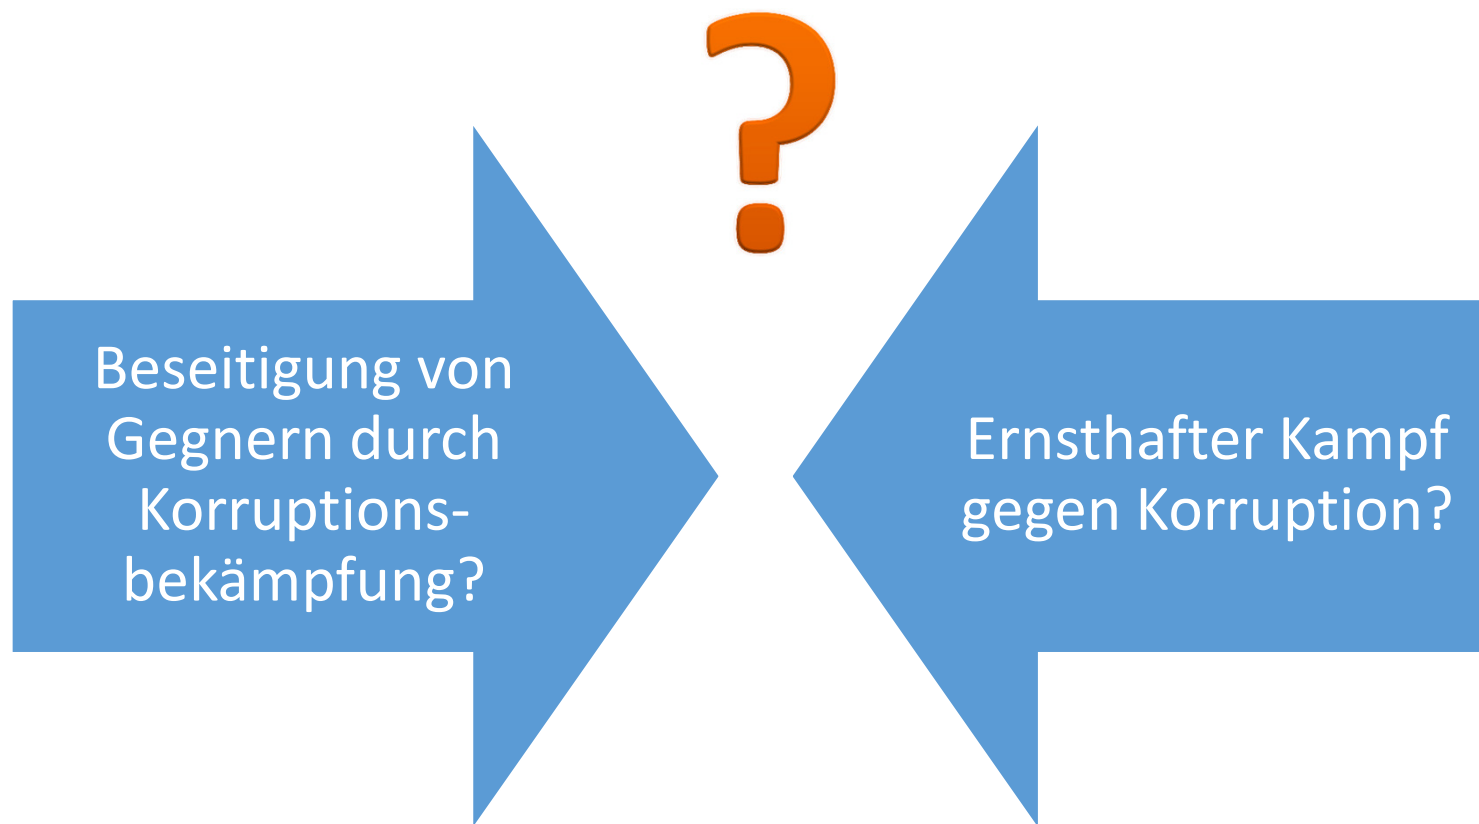 ?
Beseitigung von
Gegnern durch
Korruptions-
bekämpfung?
Ernsthafter Kampf
gegen Korruption?